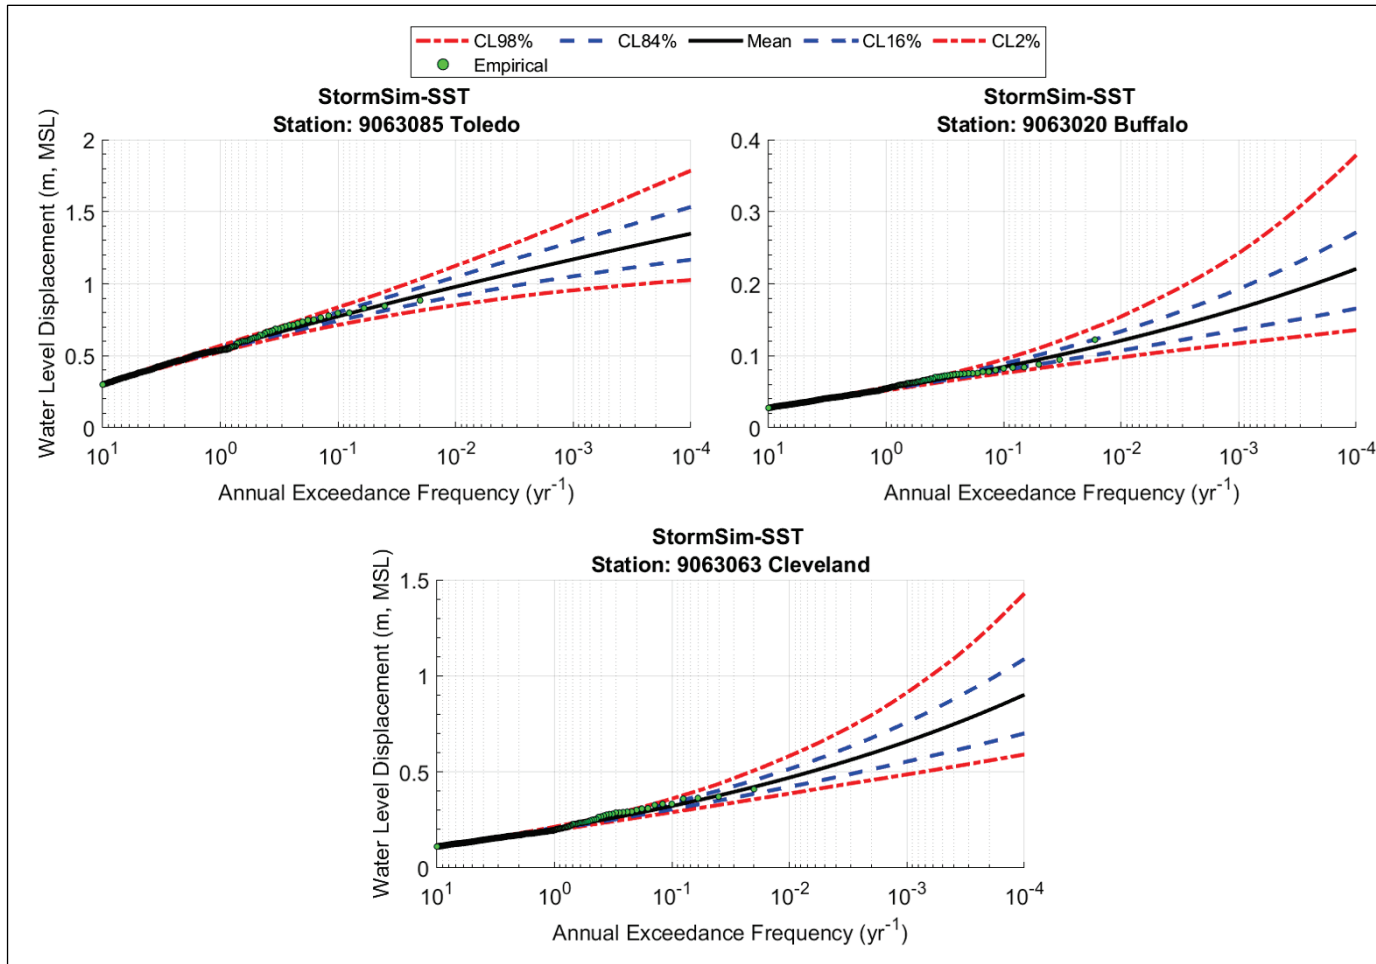 CL98% CL84% Mean CL16% CL2%
Empirical
StormSim-SST
Station: 9063085 Toledo
Water Level Displacement (m, MSL)
2
1.5
1
0.5
0
10^1 10^0 10^-1 10^-2 10^-3 10^-4
Annual Exceedance Frequency (yr^-1)
StormSim-SST
Station: 9063020 Buffalo
0.4
0.3
0.2
0.1
0
10^1 10^0 10^-1 10^-2 10^-3 10^-4
Annual Exceedance Frequency (yr^-1)
StormSim-SST
Station: 9063063 Cleveland
Water Level Displacement (m, MSL)
1.5
1
0.5
0
10^1 10^0 10^-1 10^-2 10^-3 10^-4
Annual Exceedance Frequency (yr^-1)